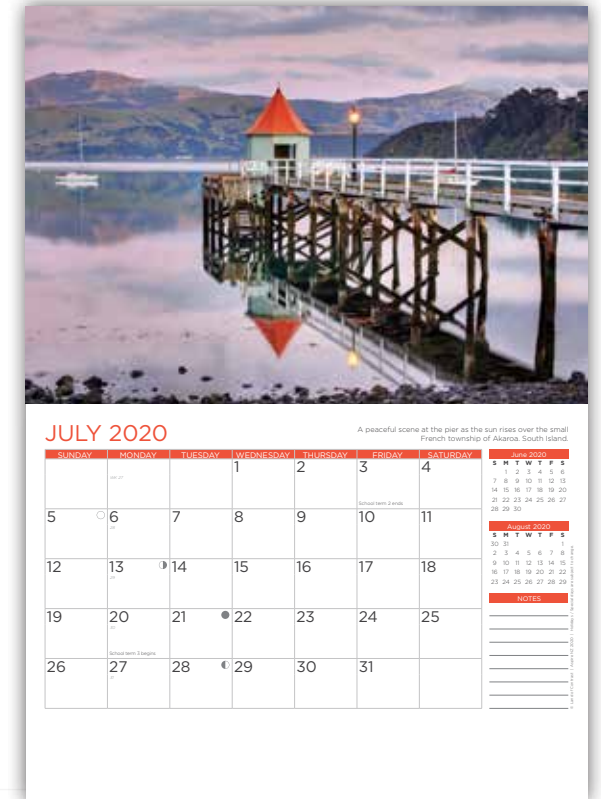 JULY 2020
A peaceful scene at the pier as the sun rises over the small
French township of Akaroa. South Island.
SUNDAY MONDAY TUESDAY WEDNESDAY THURSDAY FRIDAY SATURDAY
1 2 3 4
School term 2 ends
5 6 7 8 9 10 11
12 13 14 15 16 17 18
19 20 21 22 23 24 25
School term 3 begins
26 27 28 29 30 31
June 2020
S M T W T F S
1 2 3 4 5 6
7 8 9 10 11 12 13
14 15 16 17 18 19 20
21 22 23 24 25 26 27
28 29 30
August 2020
S M T W T F S
30 31 1
2 3 4 5 6 7 8
9 10 11 12 13 14 15
16 17 18 19 20 21 22
23 24 25 26 27 28 29
NOTES